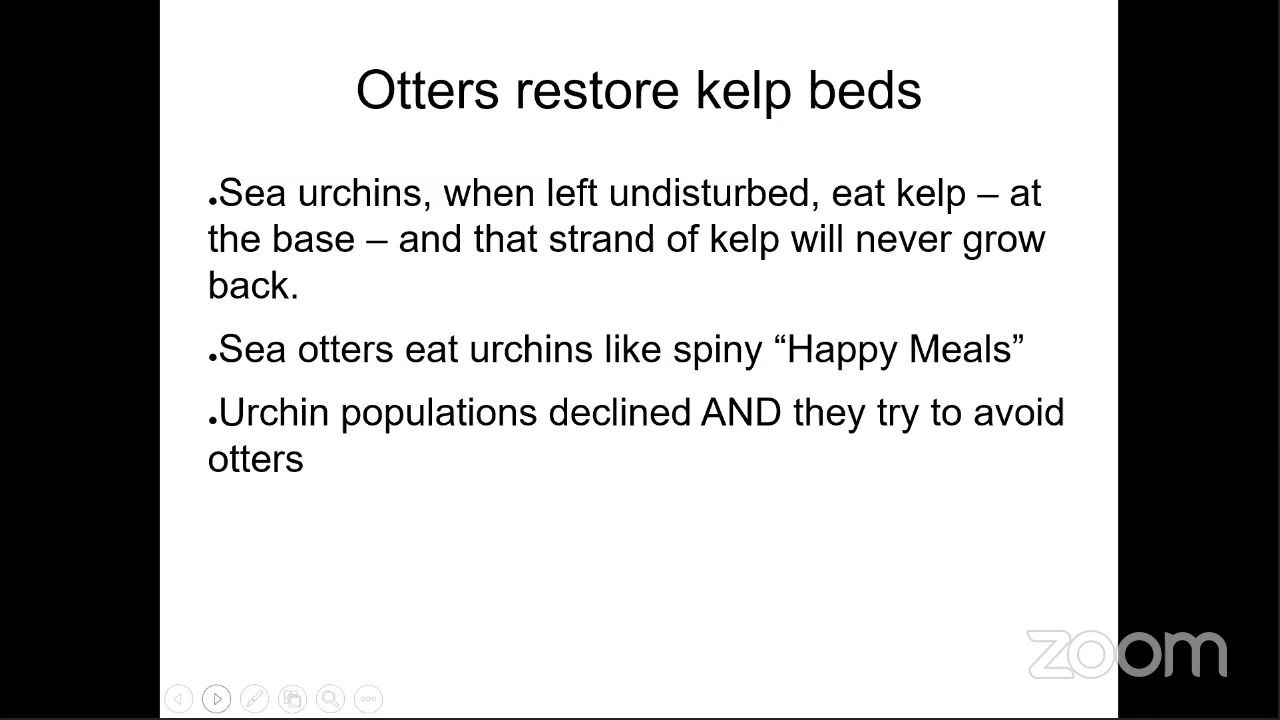 Otters restore kelp beds
•Sea urchins, when left undisturbed, eat kelp – at
the base – and that strand of kelp will never grow
back.
•Sea otters eat urchins like spiny “Happy Meals”
•Urchin populations declined AND they try to avoid
otters
zoom